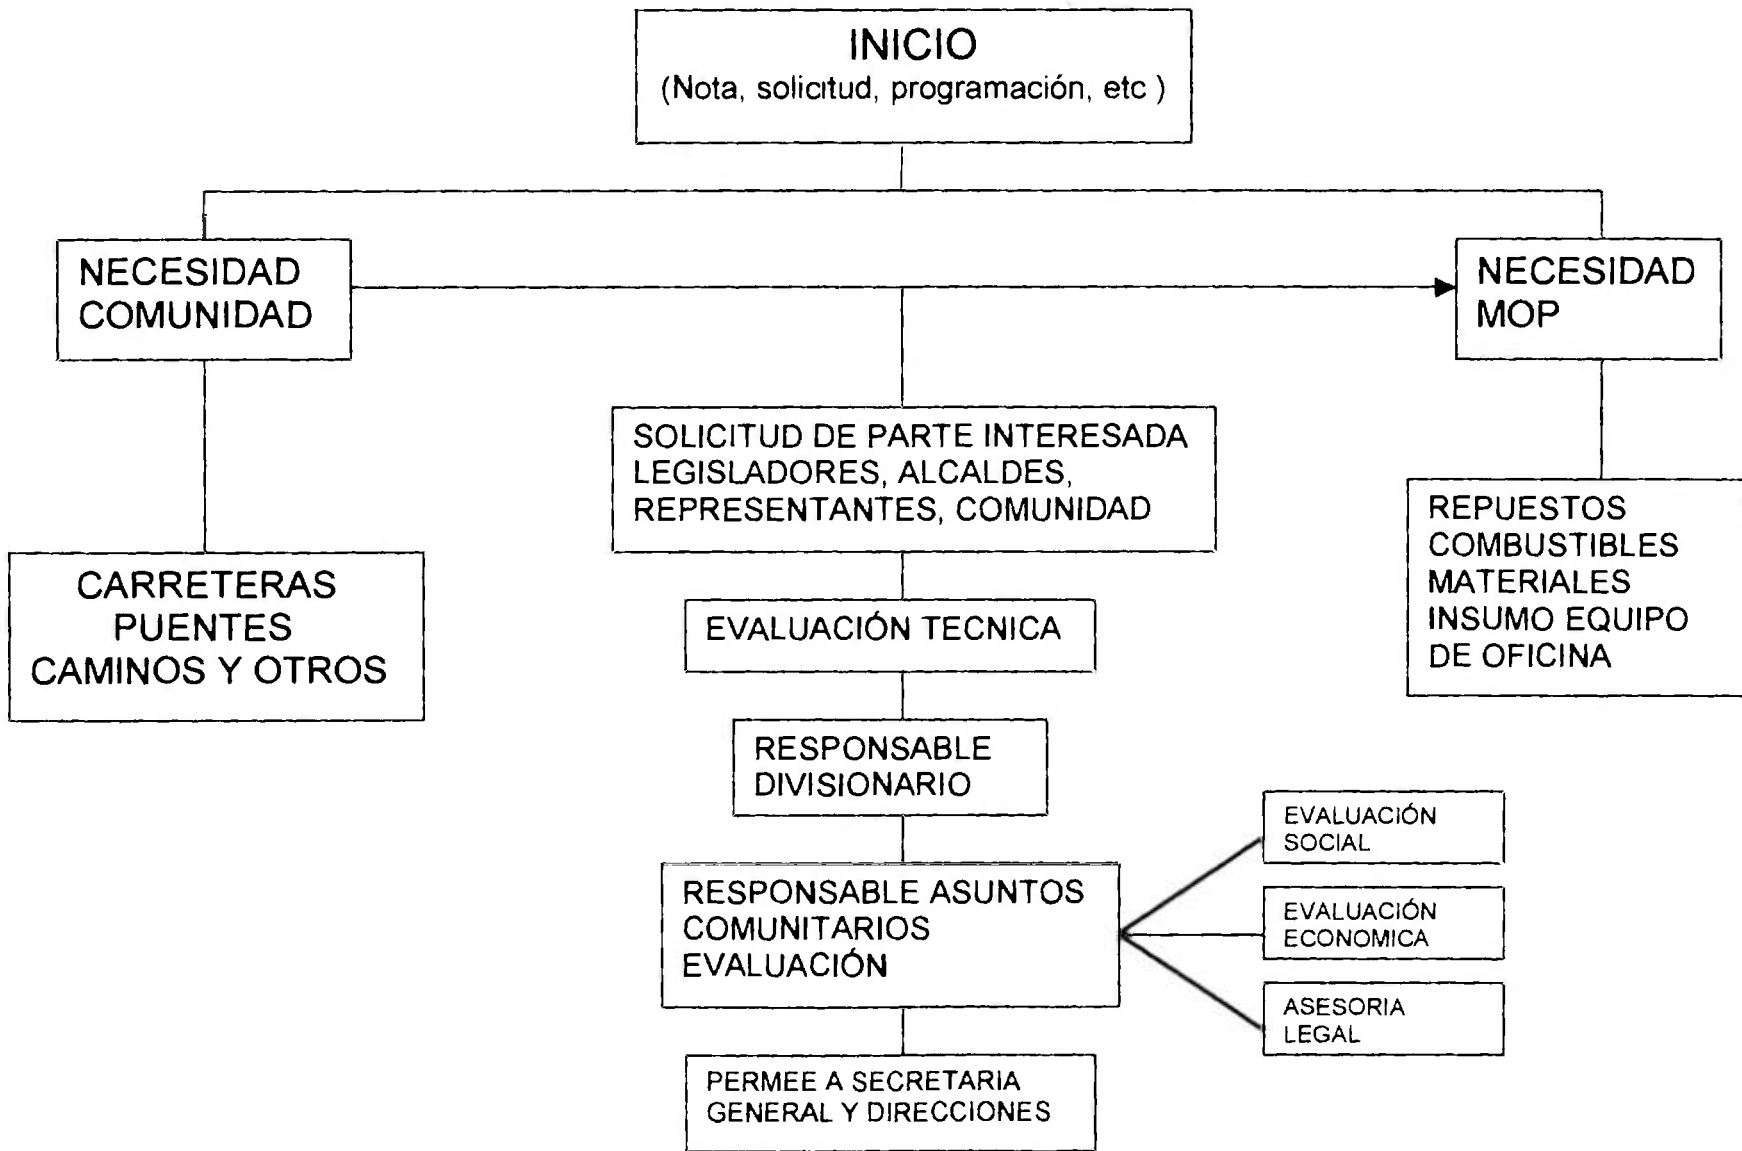 INICIO
(Nota, solicitud, programación, etc )
NECESIDAD
COMUNIDAD
NECESIDAD
MOP
SOLICITUD DE PARTE INTERESADA
LEGISLADORES, ALCALDES,
REPRESENTANTES, COMUNIDAD
CARRETERAS
PUENTES
CAMINOS Y OTROS
REPUESTOS
COMBUSTIBLES
MATERIALES
INSUMO EQUIPO
DE OFICINA
EVALUACIÓN TECNICA
RESPONSABLE
DIVISIONARIO
RESPONSABLE ASUNTOS
COMUNITARIOS
EVALUACIÓN
EVALUACIÓN
SOCIAL
EVALUACIÓN
ECONOMICA
ASESORIA
LEGAL
PERMEE A SECRETARIA
GENERAL Y DIRECCIONES